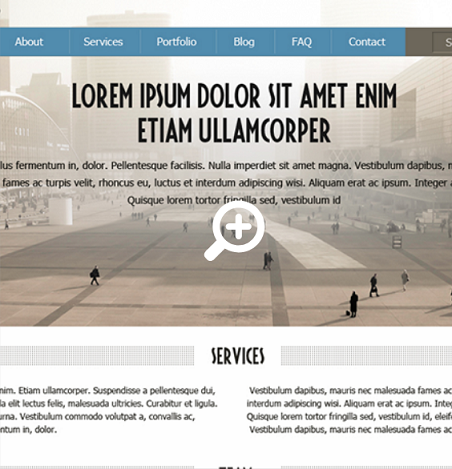 About Services Portfolio Blog FAQ Contact S
LOREM IPSUM DOLOR SIT AMET ENIM
ETIAM ULLAMCORPER
lus fermentum in, dolor. Pellentesque facilisis. Nulla imperdiet sit amet magna. Vestibulum dapibus, m
fames ac turpis velit, rhoncus eu, luctus et interdum adipiscing wisi. Aliquam erat ac ipsum. Integer a
Quisque lorem tortor fringilla sed, vestibulum id
SERVICES
nim. Etiam ullamcorper. Suspendisse a pellentesque dui,
la elit lectus felis, malesuada ultricies. Curabitur et ligula.
urna. Vestibulum commodo volutpat a, convallis ac,
entum in, dolor.
Vestibulum dapibus, mauris nec malesuada fames ac
interdum adipiscing wisi. Aliquam erat ac ipsum. Integ
Quisque lorem tortor fringilla sed, vestibulum id, eleif
Vestibulum dapibus, mauris nec malesuada fames ac
TEAM